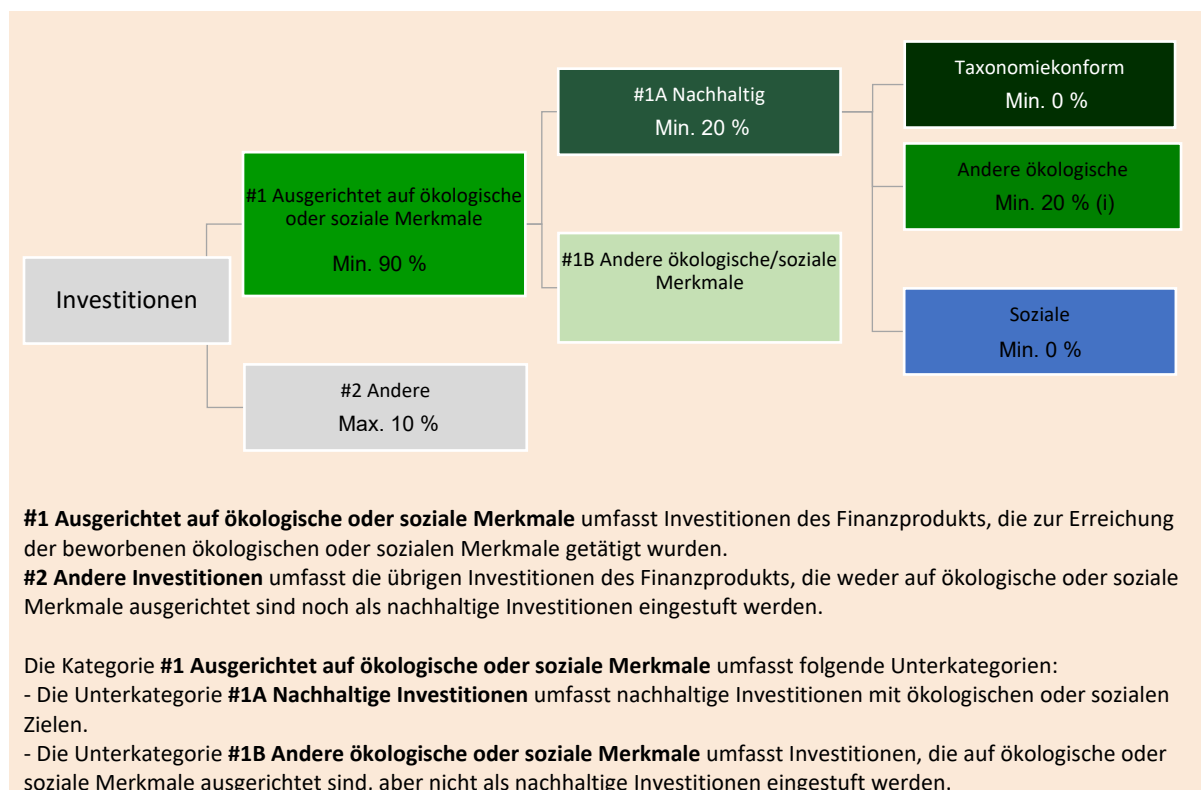 Taxonomiekonform
Min. 0 %
#1A Nachhaltig
Min. 20 %
Andere ökologische
Min. 20 % (i)
#1 Ausgerichtet auf ökologische
oder soziale Merkmale
Min. 90 %
#1B Andere ökologische/soziale
Merkmale
Investitionen
Soziale
Min. 0 %
#2 Andere
Max. 10 %
#1 Ausgerichtet auf ökologische oder soziale Merkmale umfasst Investitionen des Finanzprodukts, die zur Erreichung
der beworbenen ökologischen oder sozialen Merkmale getätigt wurden.
#2 Andere Investitionen umfasst die übrigen Investitionen des Finanzprodukts, die weder auf ökologische oder soziale
Merkmale ausgerichtet sind noch als nachhaltige Investitionen eingestuft werden.
Die Kategorie #1 Ausgerichtet auf ökologische oder soziale Merkmale umfasst folgende Unterkategorien:
- Die Unterkategorie #1A Nachhaltige Investitionen umfasst nachhaltige Investitionen mit ökologischen oder sozialen
Zielen.
- Die Unterkategorie #1B Andere ökologische oder soziale Merkmale umfasst Investitionen, die auf ökologische oder
soziale Merkmale ausgerichtet sind, aber nicht als nachhaltige Investitionen eingestuft werden.